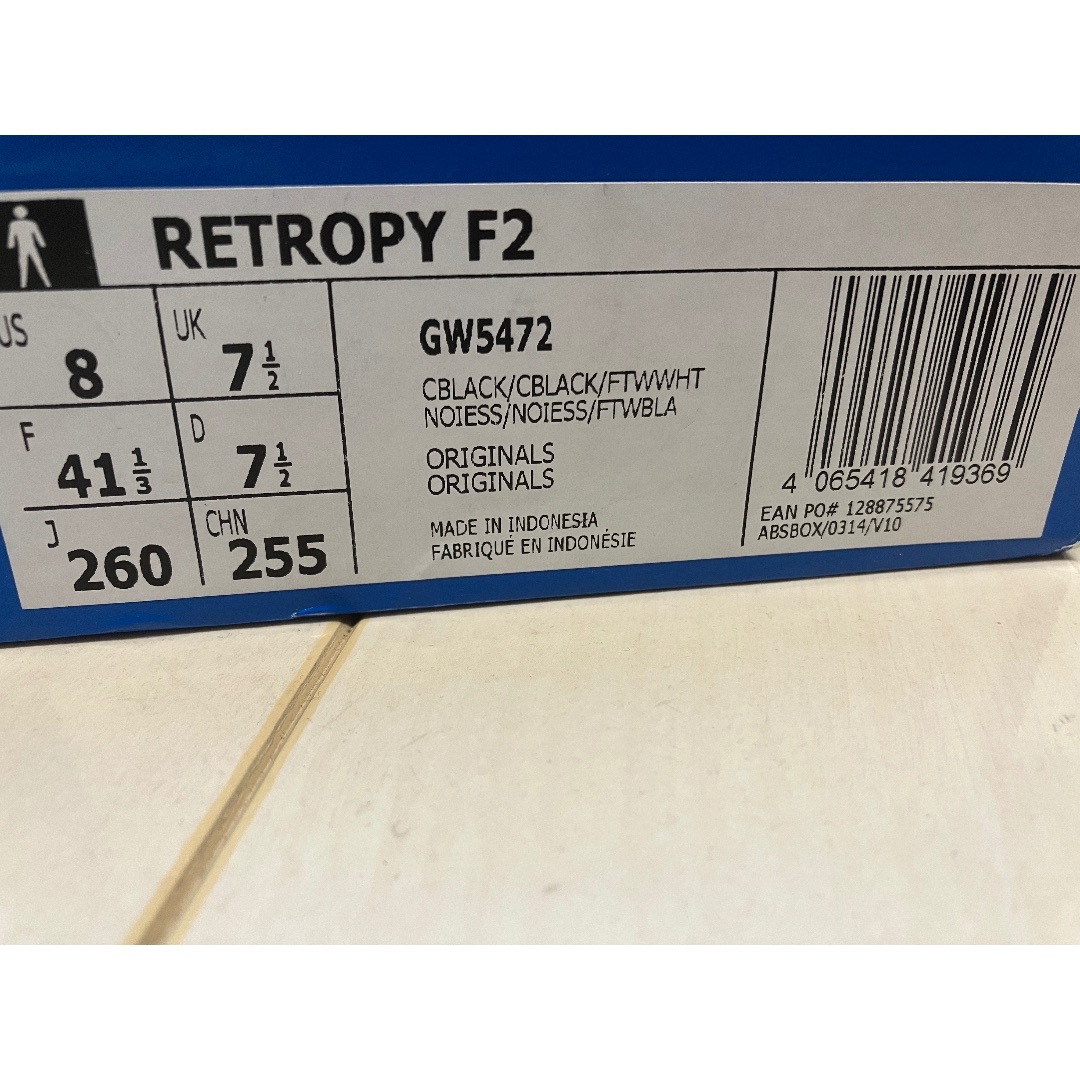 RETROPY F2
US 8
UK 7 1/2
F 41 1/3
D 7 1/2
J 260
CHN 255
GW5472
CBLACK/CBLACK/FTWWHT
NOIESS/NOIESS/FTWBLA
ORIGINALS
ORIGINALS
MADE IN INDONESIA
FABRIQUÉ EN INDONÉSIE
4 065418 419369
EAN PO# 128875575
ABSBOX/0314/V10